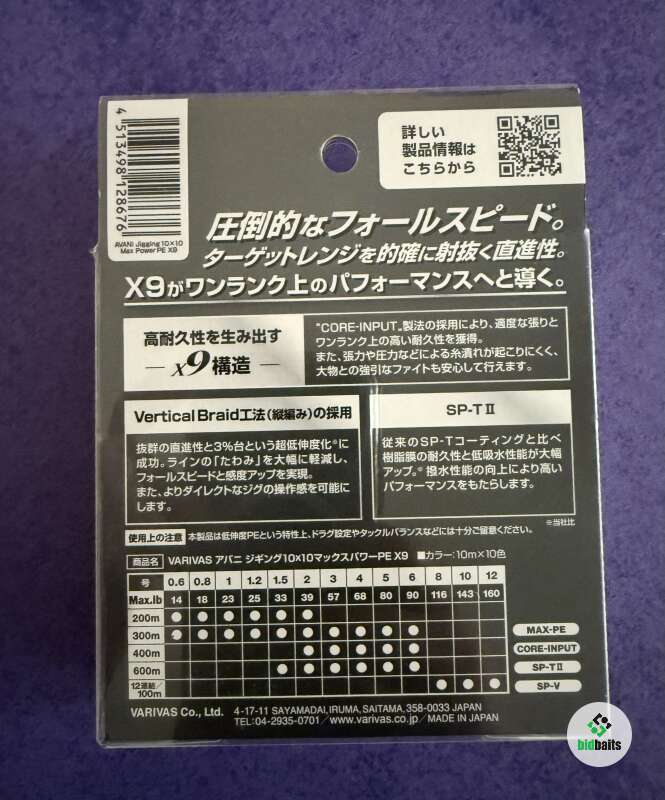 4 513498 128676
AVANI Jigging 10×10
Max Power PE X9
詳しい
製品情報は
こちらから
圧倒的なフォールスピード。
ターゲットレンジを的確に射抜く直進性。
X9がワンランク上のパフォーマンスへと導く。
高耐久性を生み出す
— X9構造 —
"CORE-INPUT„製法の採用により、適度な張りと
ワンランク上の高い耐久性を獲得。
また、張力や圧力などによる糸潰れが起こりにくく、
大物との強引なファイトも安心して行えます。
Vertical Braid工法(縦編み)の採用
抜群の直進性と3%台という超低伸度化※に
成功。ラインの「たわみ」を大幅に軽減し、
フォールスピードと感度アップを実現。
また、よりダイレクトなジグの操作感を可能に
します。
SP-TⅡ
従来のSP-Tコーティングと比べ
樹脂膜の耐久性と低吸水性能が大幅
アップ。※撥水性能の向上により高い
パフォーマンスをもたらします。
※当社比
使用上の注意 本製品は低伸度PEという特性上、ドラグ設定やタックルバランスなどには十分ご留意ください。
商品名 VARIVAS アバニ ジギング10×10マックスパワーPE X9 ■カラー:10m×10色
号 0.6 0.8 1 1.2 1.5 2 3 4 5 6 8 10 12
Max.lb 14 18 23 25 33 39 57 68 80 90 116 143 160
200m ● ● ● ● ● ●
300m ● ● ● ● ● ● ● ● ● ● MAX-PE
400m ● ● ● ● ● CORE-INPUT
600m ● ● ● ● ● ● SP-TⅡ
12連結/100m ● ● ● SP-V
VARIVAS Co., Ltd. 4-17-11 SAYAMADAI, IRUMA, SAITAMA, 358-0033 JAPAN
TEL:04-2935-0701 / www.varivas.co.jp / MADE IN JAPAN
bidbaits